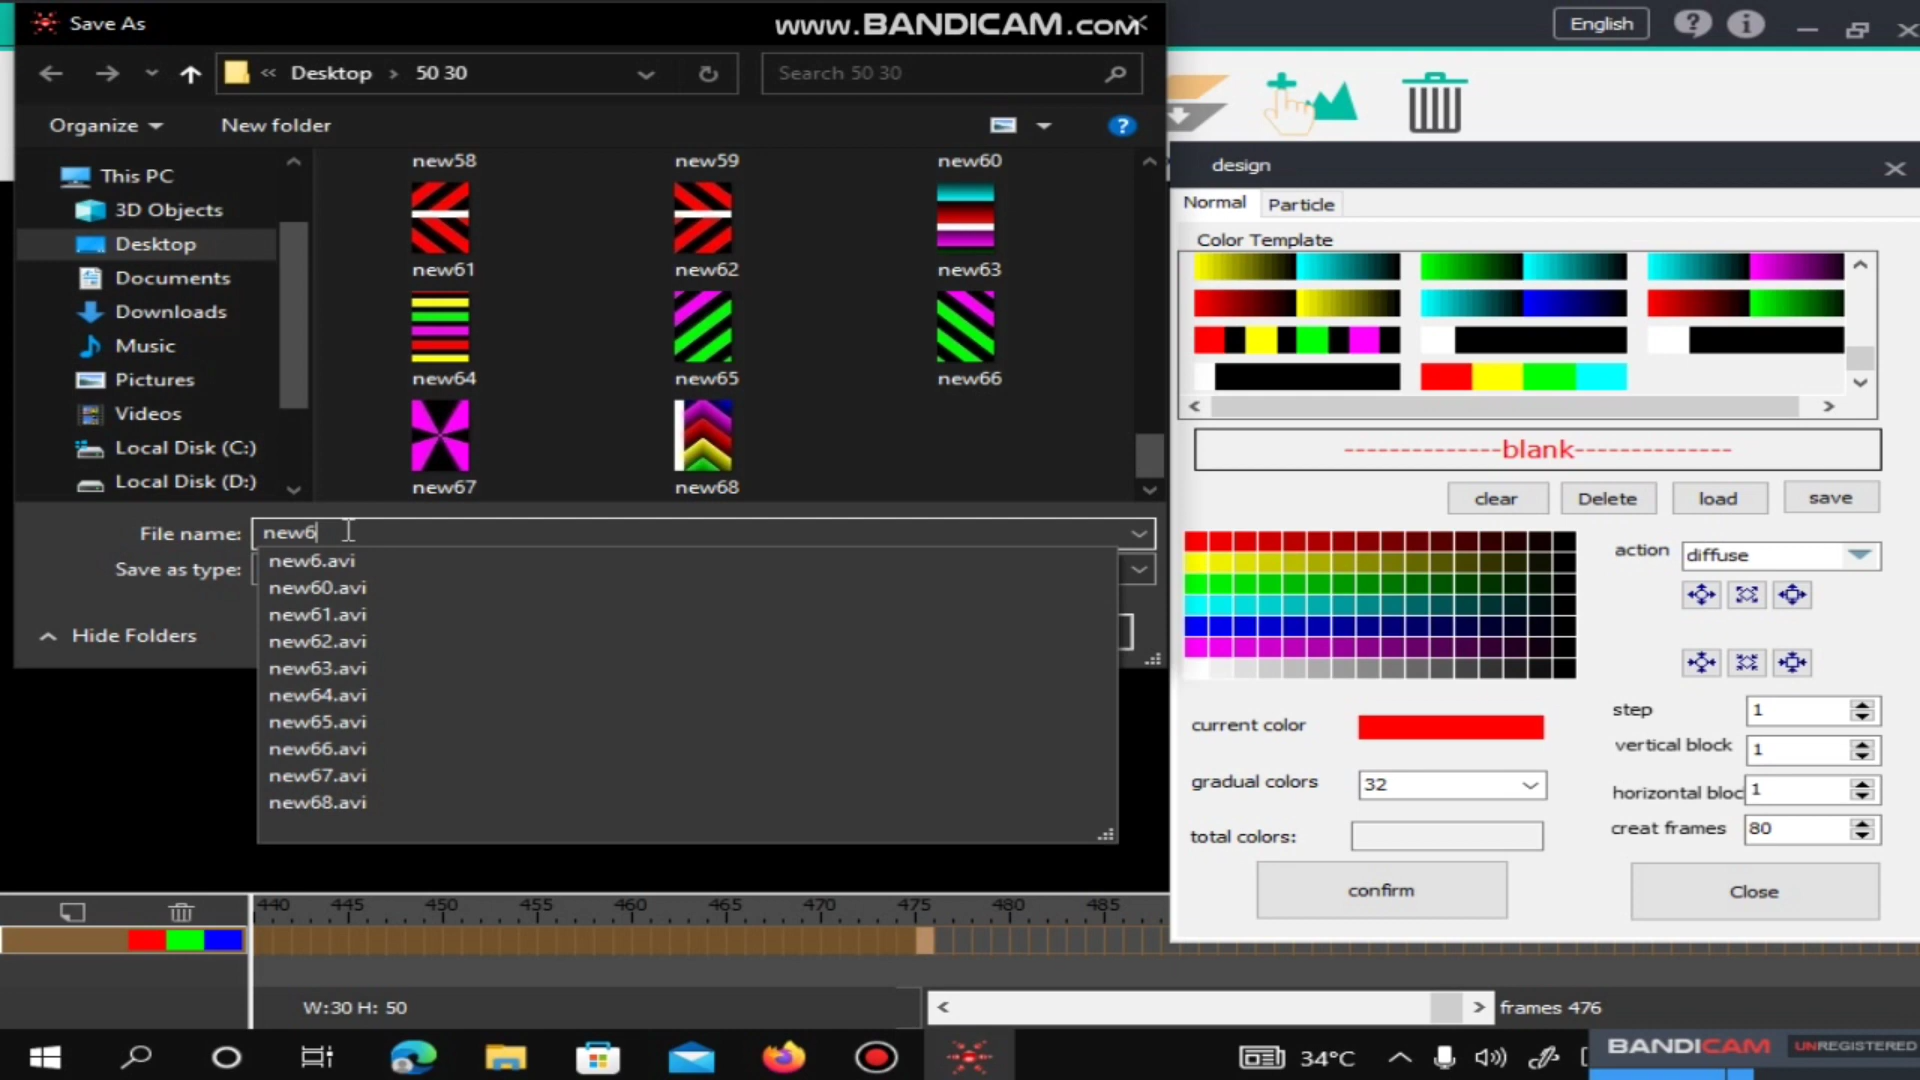 Save As
www.BANDICAM.com
English
Desktop
50 30
Search 50 30
Organize
New folder
This PC
3D Objects
Desktop
Documents
Downloads
Music
Pictures
Videos
Local Disk (C:)
Local Disk (D:)
new58
new59
new60
new61
new62
new63
new64
new65
new66
new67
new68
File name:
new6
Save as type:
new6.avi
new60.avi
new61.avi
new62.avi
new63.avi
new64.avi
new65.avi
new66.avi
new67.avi
new68.avi
Hide Folders
design
Normal
Particle
Color Template
--------------blank--------------
clear
Delete
load
save
action
diffuse
current color
gradual colors
32
total colors:
step
1
vertical block
1
horizontal bloc
1
creat frames
80
confirm
Close
440
445
450
455
460
465
470
475
480
485
W:30 H: 50
frames 476
34°C
BANDICAM
UNREGISTERED